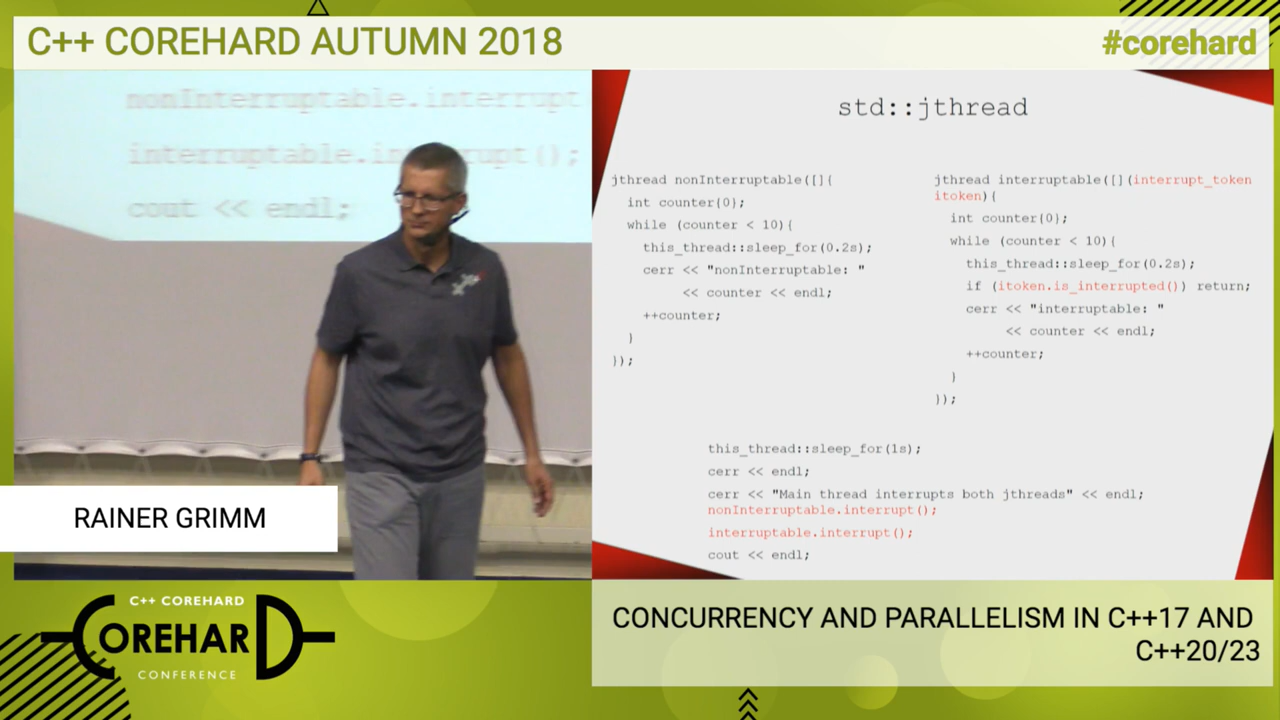 C++ COREHARD AUTUMN 2018
#corehard
nonInterruptable.interrupt
interruptable.interrupt();
cout << endl;
std::jthread
jthread nonInterruptable([]{
int counter{0};
while (counter < 10){
this_thread::sleep_for(0.2s);
cerr << "nonInterruptable: "
<< counter << endl;
++counter;
}
});
jthread interruptable([](interrupt_token
itoken){
int counter{0};
while (counter < 10){
this_thread::sleep_for(0.2s);
if (itoken.is_interrupted()) return;
cerr << "interruptable: "
<< counter << endl;
++counter;
}
});
this_thread::sleep_for(1s);
cerr << endl;
cerr << "Main thread interrupts both jthreads" << endl;
nonInterruptable.interrupt();
interruptable.interrupt();
cout << endl;
RAINER GRIMM
C++ COREHARD
COREHARD
CONFERENCE
CONCURRENCY AND PARALLELISM IN C++17 AND
C++20/23